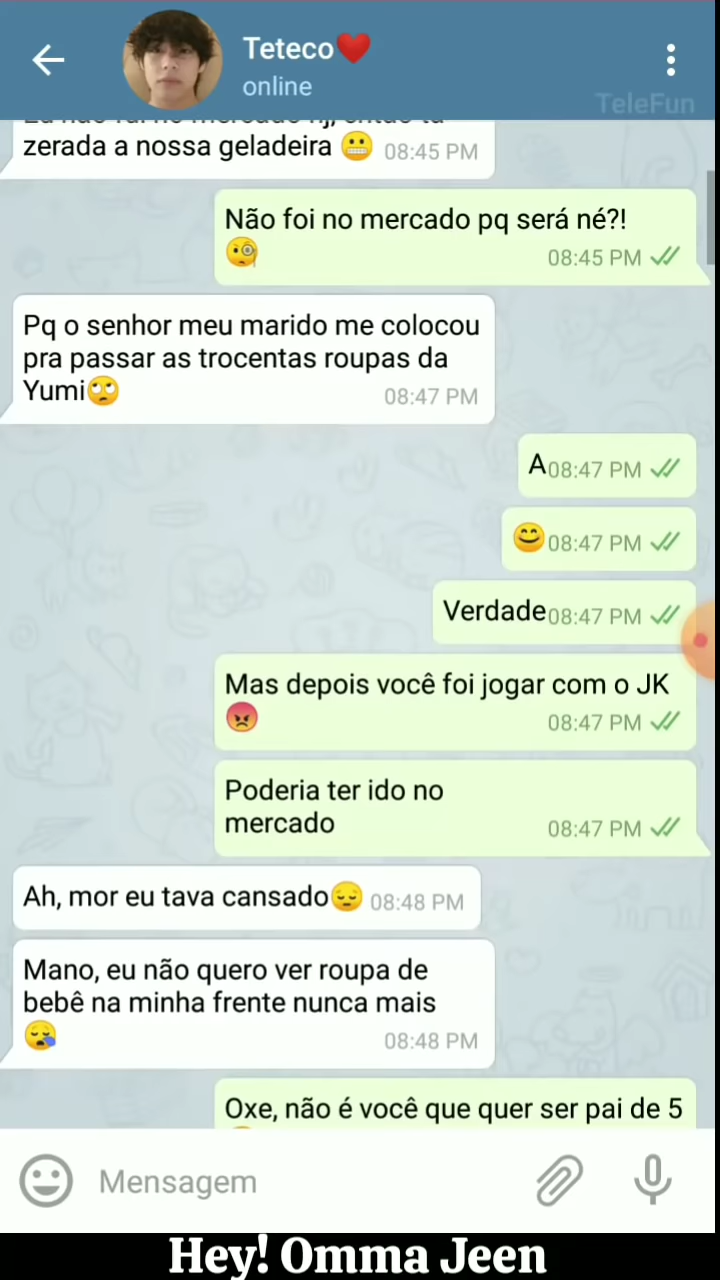 Teteco❤️
online
TeleFun
zerada a nossa geladeira 😬 08:45 PM
Não foi no mercado pq será né?!
🧐 08:45 PM
Pq o senhor meu marido me colocou
pra passar as trocentas roupas da
Yumi🙄 08:47 PM
A 08:47 PM
😊 08:47 PM
Verdade 08:47 PM
Mas depois você foi jogar com o JK
😡 08:47 PM
Poderia ter ido no
mercado 08:47 PM
Ah, mor eu tava cansado😔 08:48 PM
Mano, eu não quero ver roupa de
bebê na minha frente nunca mais
😪 08:48 PM
Oxe, não é você que quer ser pai de 5
Mensagem
Hey! Omma Jeen